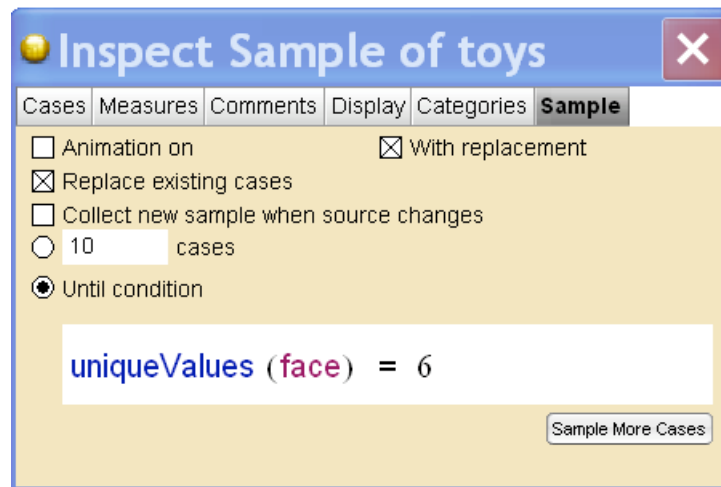 Inspect Sample of toys
Cases Measures Comments Display Categories Sample
Animation on With replacement
Replace existing cases
Collect new sample when source changes
10 cases
Until condition
uniqueValues (face) = 6
Sample More Cases